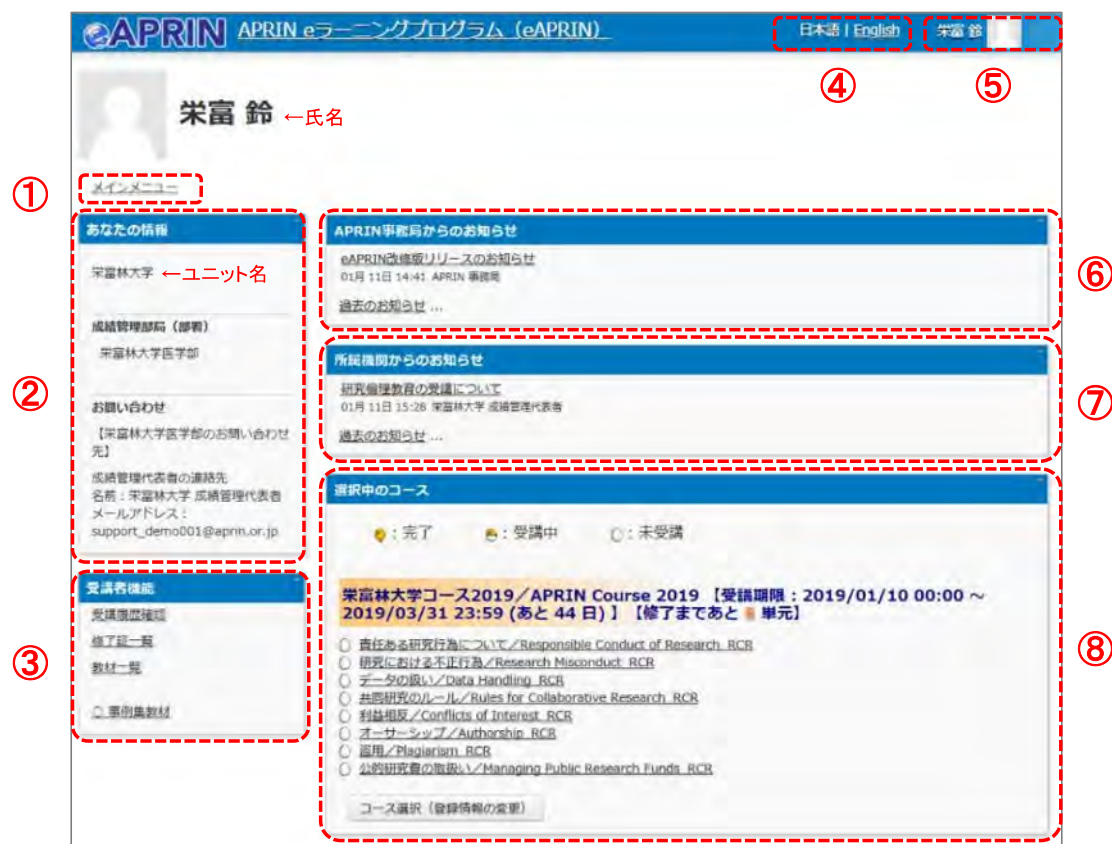 eAPRIN APRIN eラーニングプログラム（eAPRIN）
日本語 | English
栄富 鈴
④
⑤
栄富 鈴 ←氏名
①
メインメニュー
②
あなたの情報
栄富林大学 ←ユニット名
成績管理部局（部署）
栄富林大学医学部
お問い合わせ
【栄富林大学医学部のお問い合わせ
先】
成績管理代表者の連絡先
名前：栄富林大学 成績管理代表者
メールアドレス：
support_demo001@aprin.or.jp
③
受講者機能
受講履歴確認
修了証一覧
教材一覧
○ 事例集教材
APRIN事務局からのお知らせ
eAPRIN改修版リリースのお知らせ
01月 11日 14:41 APRIN 事務局
過去のお知らせ ...
⑥
所属機関からのお知らせ
研究倫理教育の受講について
01月 11日 15:26 栄富林大学 成績管理代表者
過去のお知らせ ...
⑦
選択中のコース
：完了 ：受講中 ：未受講
栄富林大学コース2019／APRIN Course 2019 【受講期限：2019/01/10 00:00 ～
2019/03/31 23:59 (あと 44 日) 】【修了まであと 単元】
責任ある研究行為について／Responsible Conduct of Research_RCR
研究における不正行為／Research Misconduct_RCR
データの扱い／Data Handling_RCR
共同研究のルール／Rules for Collaborative Research_RCR
利益相反／Conflicts of Interest_RCR
オーサーシップ／Authorship_RCR
盗用／Plagiarism_RCR
公的研究費の取扱い／Managing Public Research Funds_RCR
コース選択（登録情報の変更）
⑧